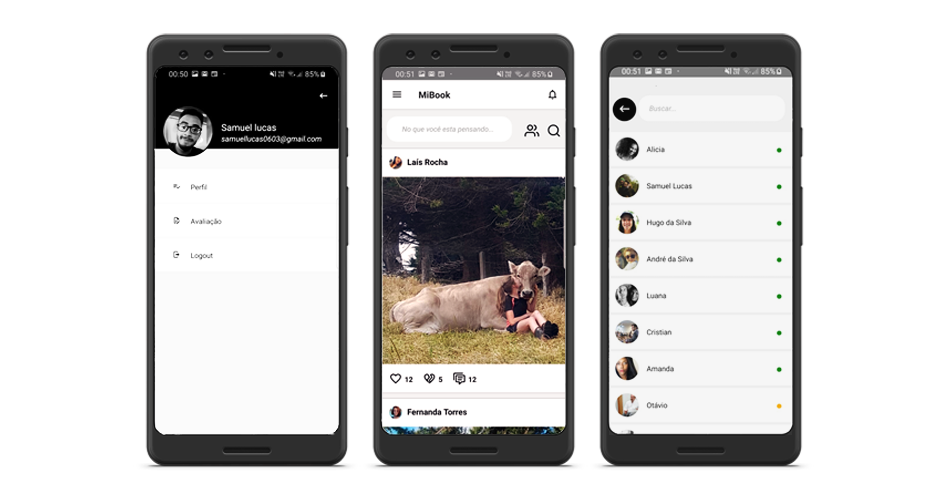 00:50
85%
Samuel lucas
samuellucas0603@gmail.com
Perfil
Avaliação
Logout
00:51
85%
MiBook
No que você esta pensando...
Laís Rocha
12
5
12
Fernanda Torres
00:51
85%
Buscar...
Alicia
Samuel Lucas
Hugo da Silva
André da Silva
Luana
Cristian
Amanda
Otávio